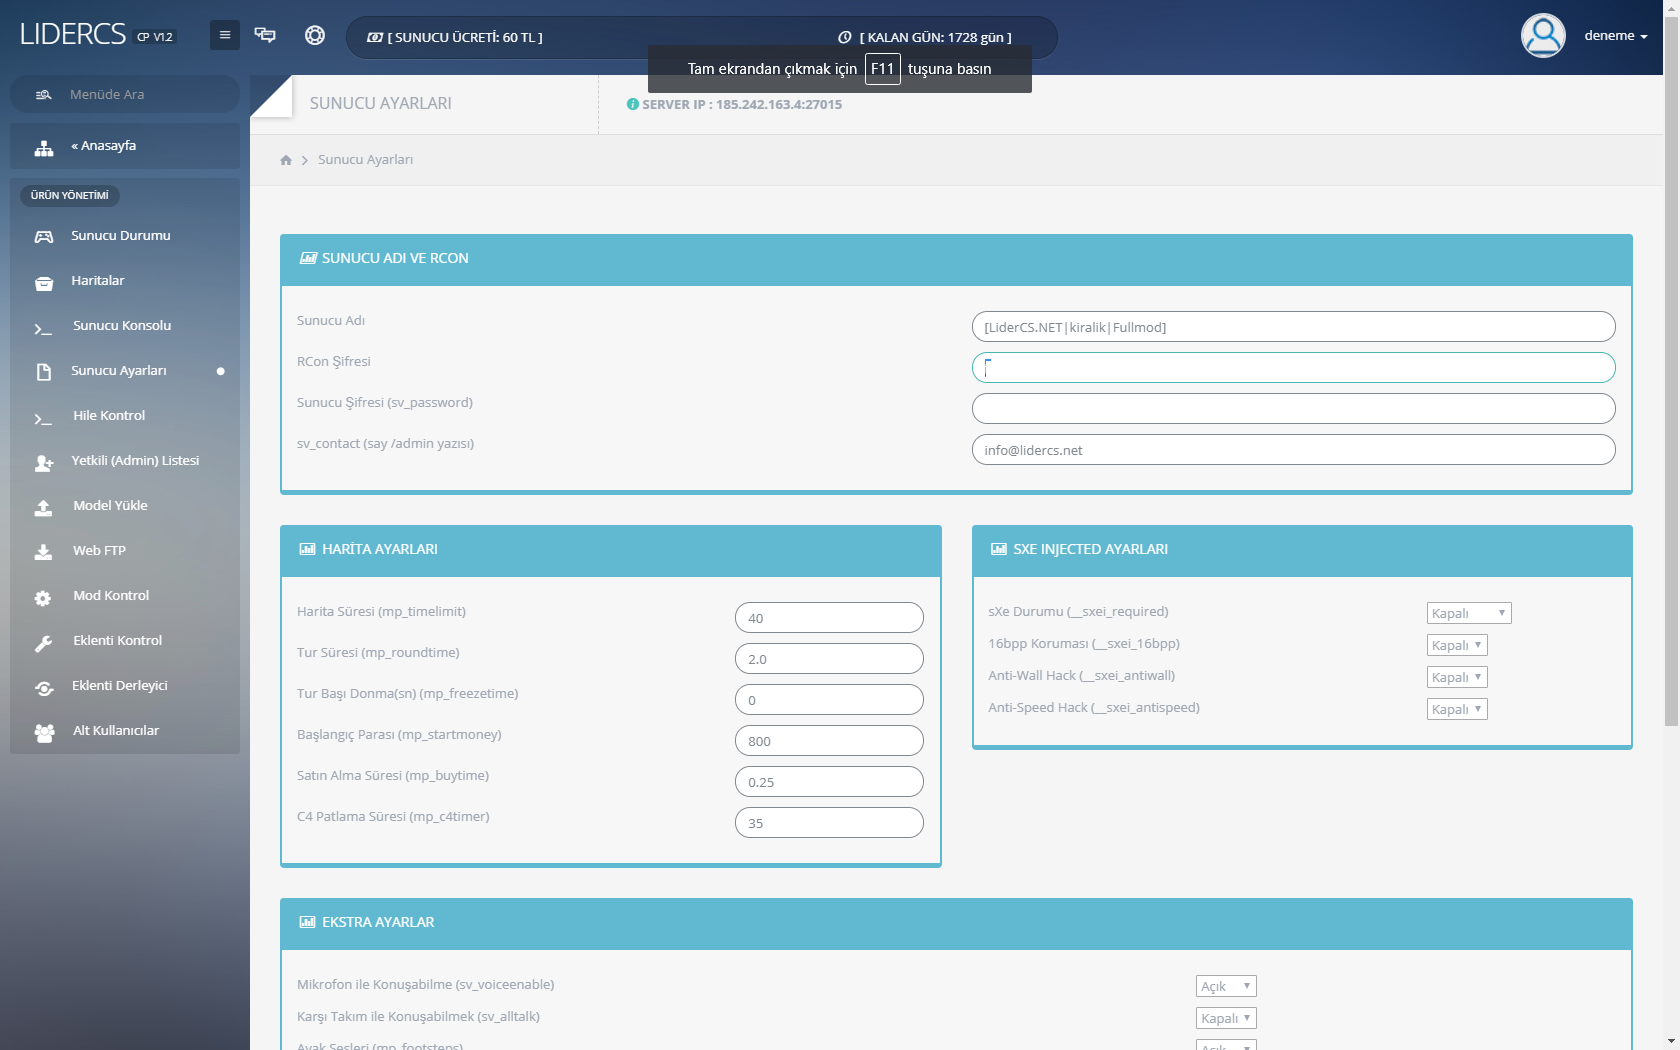 LIDERCS CP V1.2
[ SUNUCU ÜCRETİ: 60 TL ]
[ KALAN GÜN: 1728 gün ]
deneme
Tam ekrandan çıkmak için F11 tuşuna basın
Menüde Ara
« Anasayfa
ÜRÜN YÖNETİMİ
Sunucu Durumu
Haritalar
Sunucu Konsolu
Sunucu Ayarları
Hile Kontrol
Yetkili (Admin) Listesi
Model Yükle
Web FTP
Mod Kontrol
Eklenti Kontrol
Eklenti Derleyici
Alt Kullanıcılar
SUNUCU AYARLARI
SERVER IP : 185.242.163.4:27015
Sunucu Ayarları
SUNUCU ADI VE RCON
Sunucu Adı [LiderCS.NET|kiralik|Fullmod]
RCon Şifresi
Sunucu Şifresi (sv_password)
sv_contact (say /admin yazısı) info@lidercs.net
HARİTA AYARLARI
Harita Süresi (mp_timelimit) 40
Tur Süresi (mp_roundtime) 2.0
Tur Başı Donma(sn) (mp_freezetime) 0
Başlangıç Parası (mp_startmoney) 800
Satın Alma Süresi (mp_buytime) 0.25
C4 Patlama Süresi (mp_c4timer) 35
SXE INJECTED AYARLARI
sXe Durumu (__sxei_required) Kapalı
16bpp Koruması (__sxei_16bpp) Kapalı
Anti-Wall Hack (__sxei_antiwall) Kapalı
Anti-Speed Hack (__sxei_antispeed) Kapalı
EKSTRA AYARLAR
Mikrofon ile Konuşabilme (sv_voiceenable) Açık
Karşı Takım ile Konuşabilmek (sv_alltalk) Kapalı
Ayak Sesleri (mp_footsteps) Açık